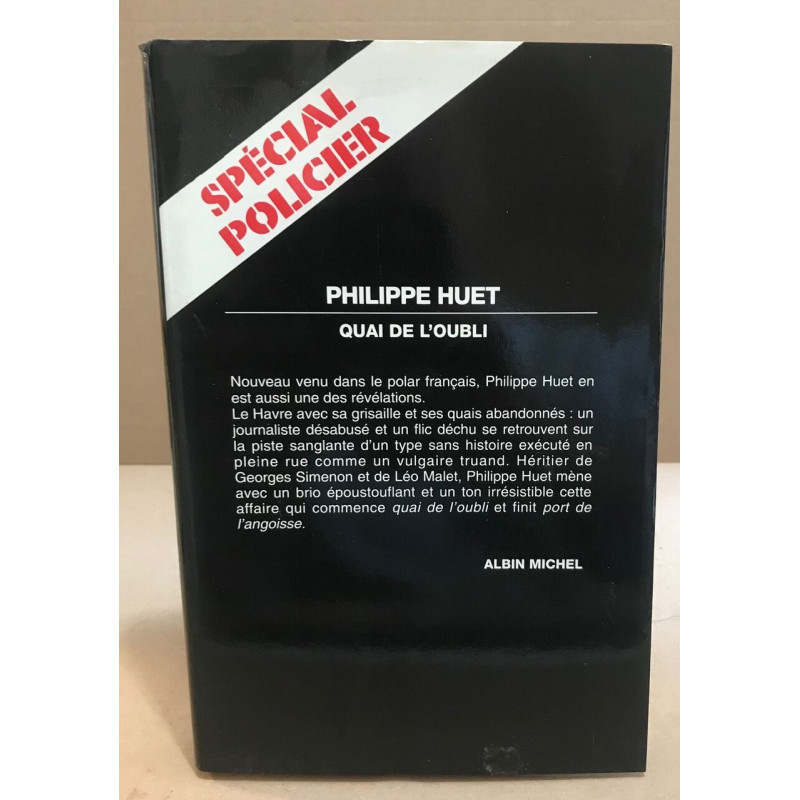 SPÉCIAL
POLICIER
PHILIPPE HUET
QUAI DE L'OUBLI
Nouveau venu dans le polar français, Philippe Huet en
est aussi une des révélations.
Le Havre avec sa grisaille et ses quais abandonnés : un
journaliste désabusé et un flic déchu se retrouvent sur
la piste sanglante d'un type sans histoire exécuté en
pleine rue comme un vulgaire truand. Héritier de
Georges Simenon et de Léo Malet, Philippe Huet mène
avec un brio époustouflant et un ton irrésistible cette
affaire qui commence quai de l'oubli et finit port de
l'angoisse.
ALBIN MICHEL